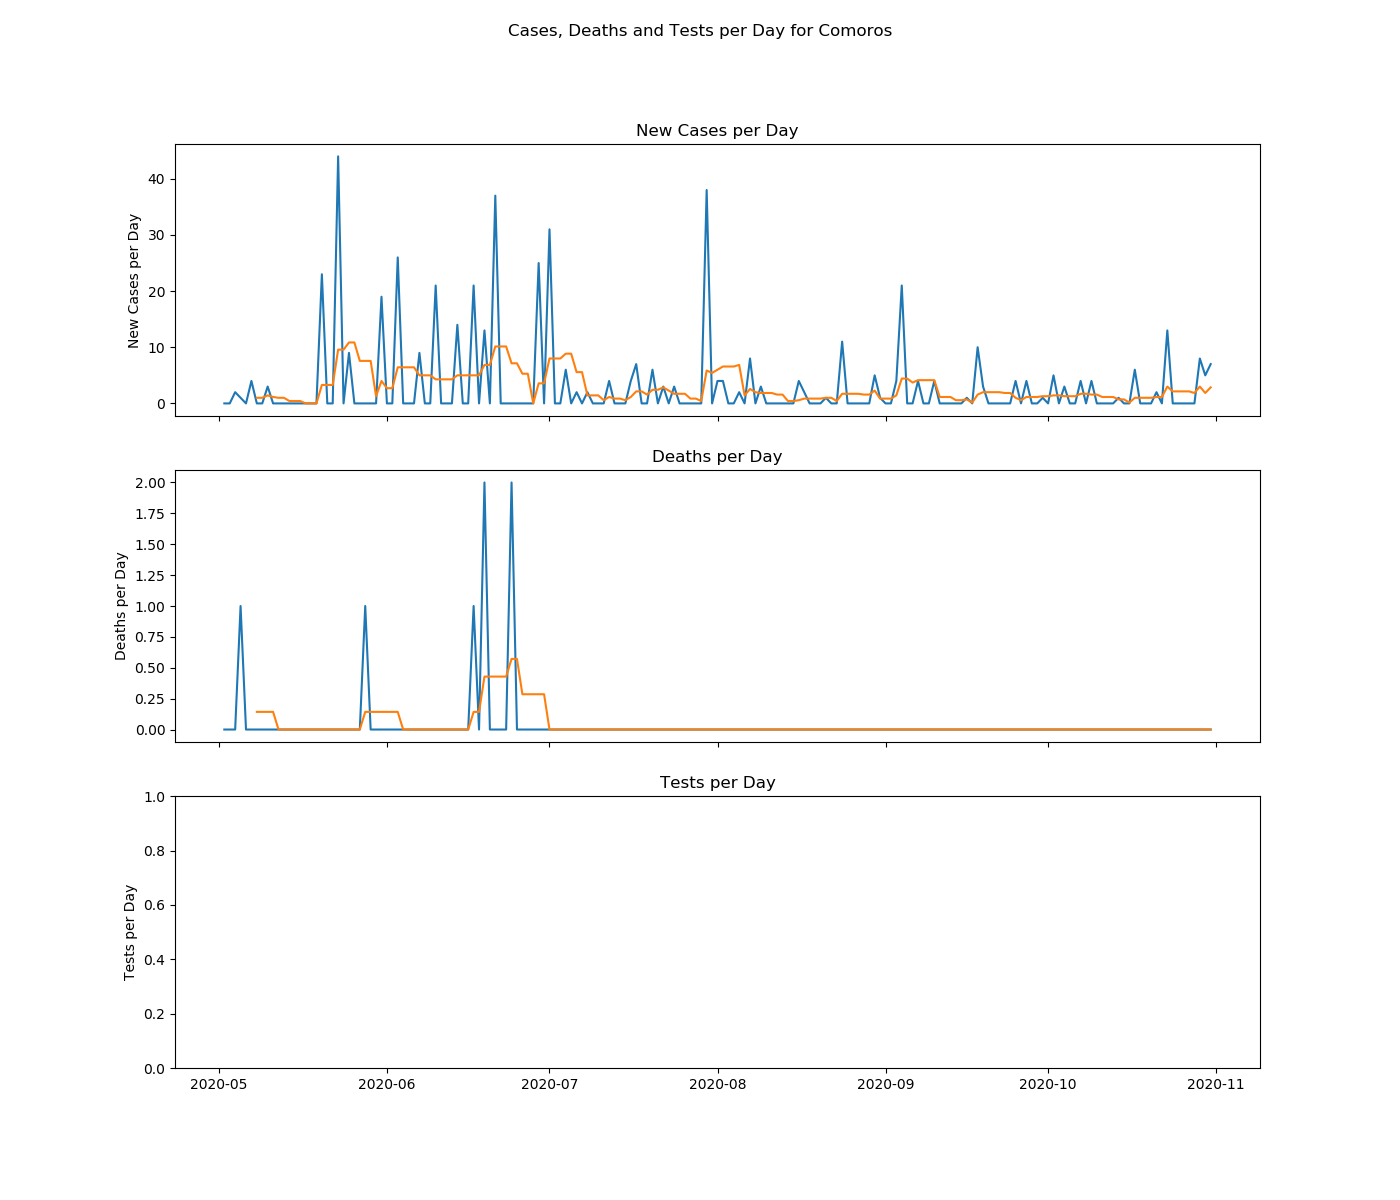 Cases, Deaths and Tests per Day for Comoros
New Cases per Day
New Cases per Day
40
30
20
10
0
Deaths per Day
Deaths per Day
2.00
1.75
1.50
1.25
1.00
0.75
0.50
0.25
0.00
Tests per Day
Tests per Day
1.0
0.8
0.6
0.4
0.2
0.0
2020-05 2020-06 2020-07 2020-08 2020-09 2020-10 2020-11